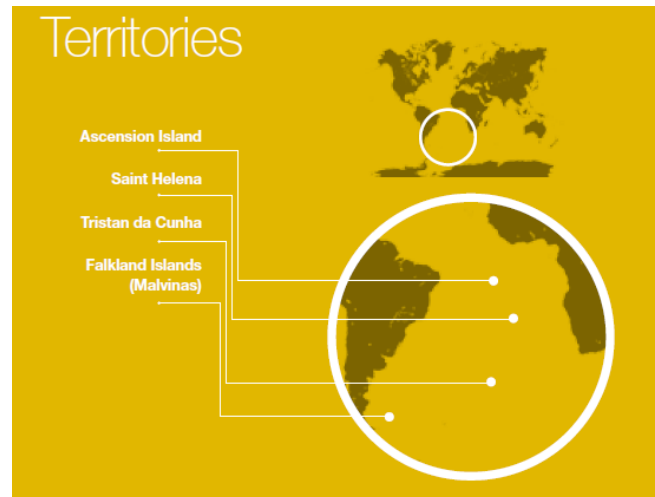 Territories
Ascension Island
Saint Helena
Tristan da Cunha
Falkland Islands
(Malvinas)